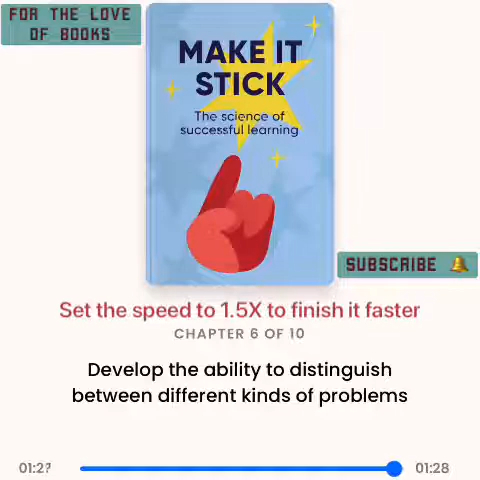 FOR THE LOVE
OF BOOKS
MAKE IT
STICK
The science of
successful learning
SUBSCRIBE
Set the speed to 1.5X to finish it faster
CHAPTER 6 OF 10
Develop the ability to distinguish
between different kinds of problems
01:28